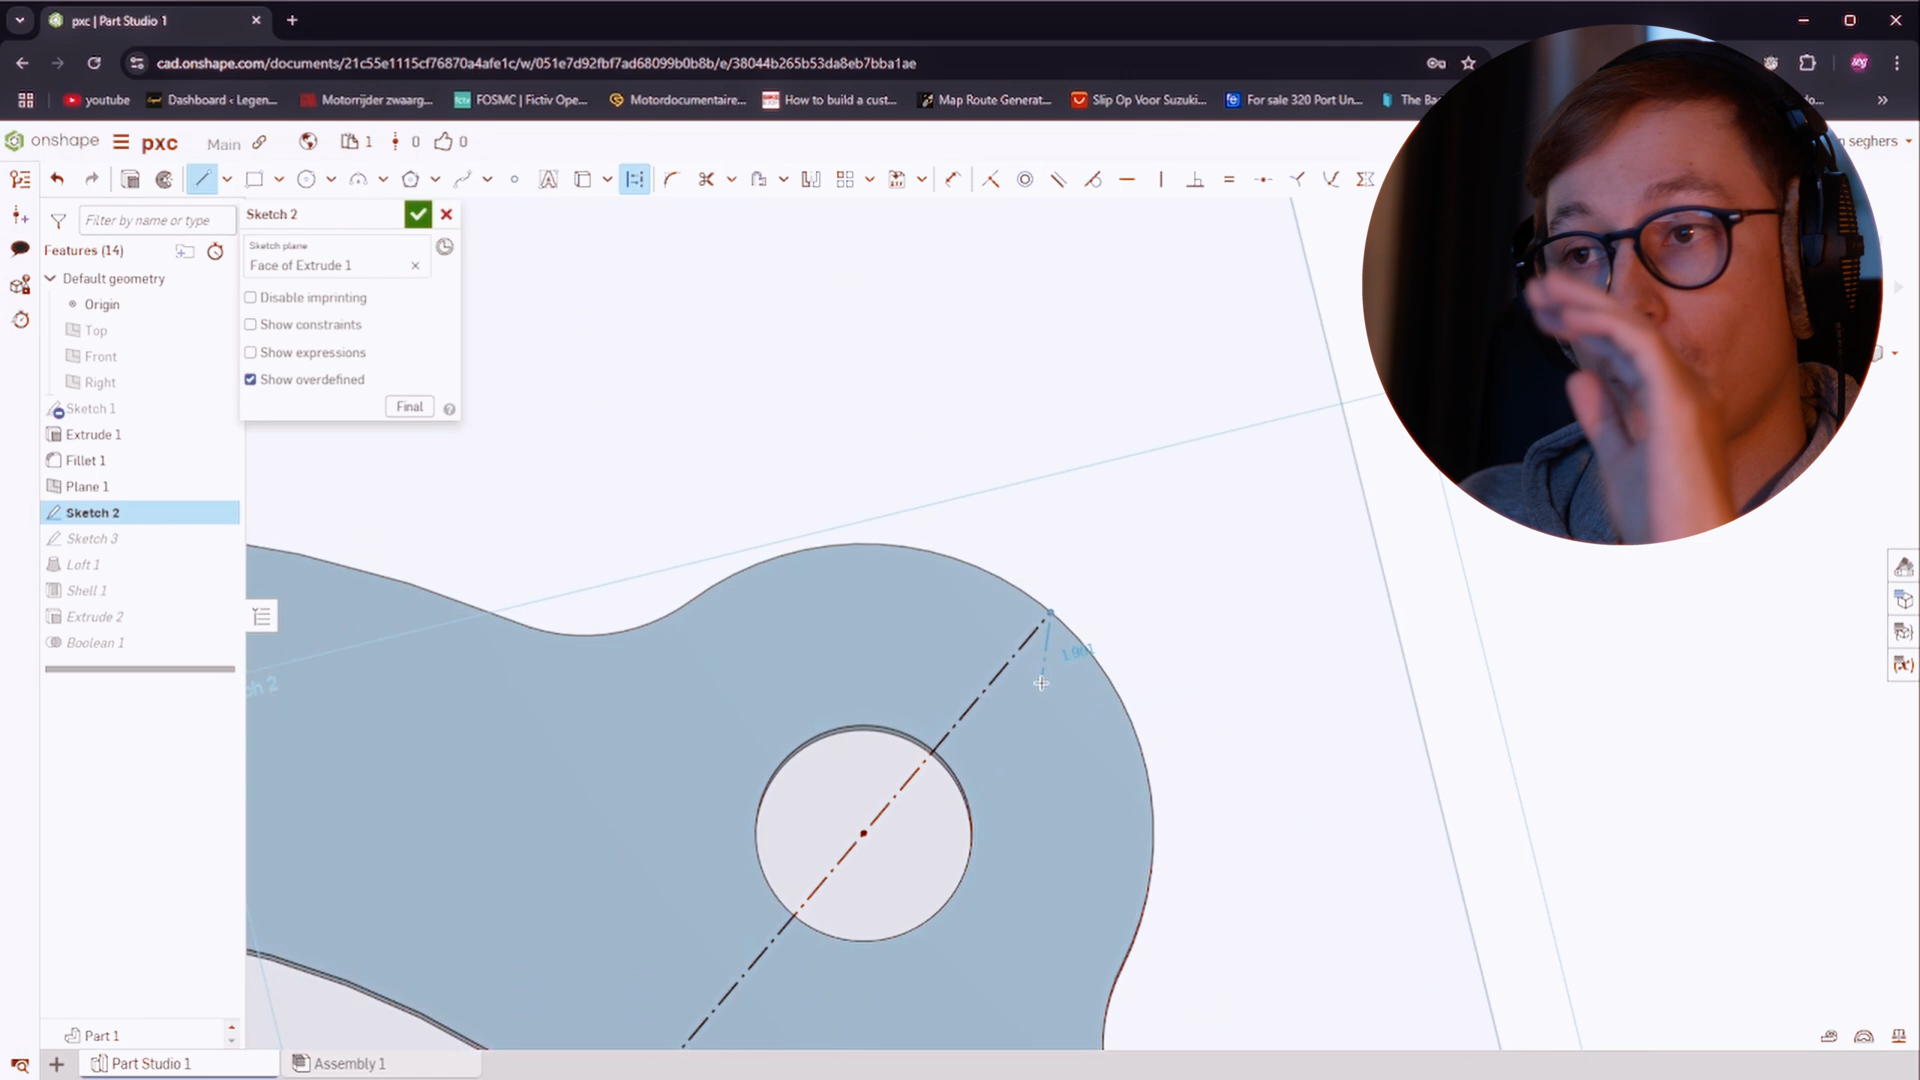 pxc | Part Studio 1
cad.onshape.com/documents/21c55e1115cf76870a4afe1c/w/051e7d92fbf7ad68099b0b8b/e/38044b265b53da8eb7bba1ae
youtube
Dashboard ‹ Legen...
Motorrijder zwaarg...
FOSMC | Fictiv Ope...
Motordocumentaire...
How to build a cust...
Map Route Generat...
Slip Op Voor Suzuki...
For sale 320 Port Un...
onshape
pxc
Main
1
0
0
seghers
Filter by name or type
Features (14)
Default geometry
Origin
Top
Front
Right
Sketch 1
Extrude 1
Fillet 1
Plane 1
Sketch 2
Sketch 3
Loft 1
Shell 1
Extrude 2
Boolean 1
Sketch 2
Sketch plane
Face of Extrude 1
Disable imprinting
Show constraints
Show expressions
Show overdefined
Final
Part 1
Part Studio 1
Assembly 1